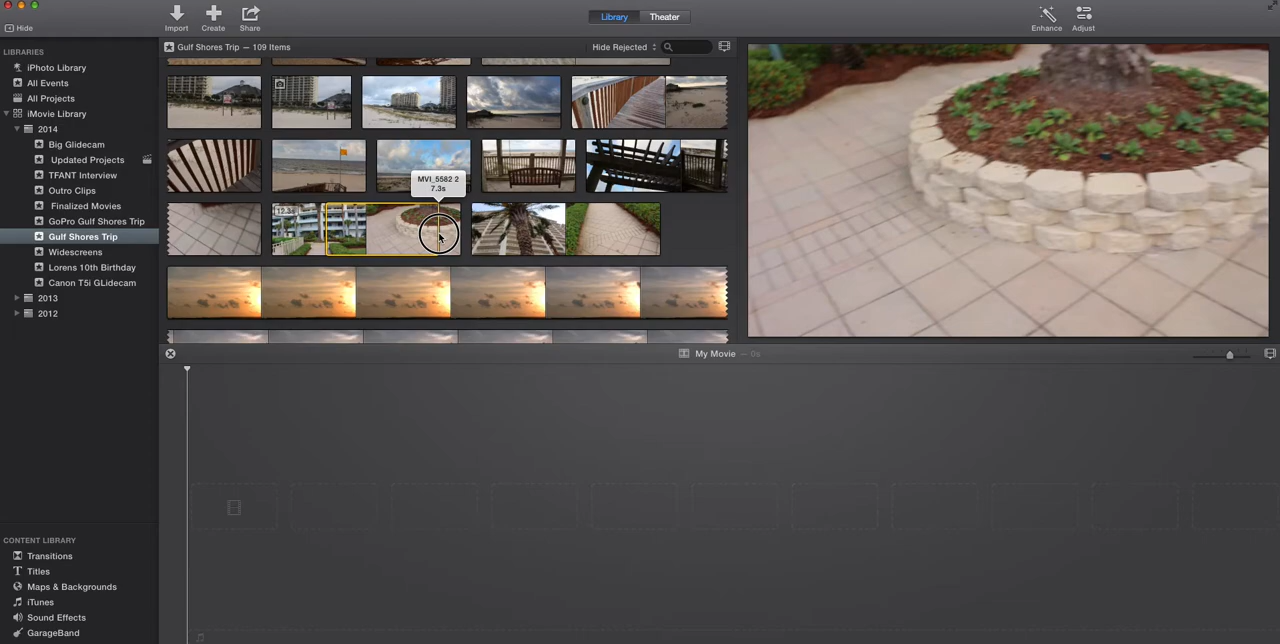 Library Theater
Hide Import Create Share Enhance Adjust
LIBRARIES
Gulf Shores Trip — 109 Items Hide Rejected
iPhoto Library
All Events
All Projects
iMovie Library
2014
Big Glidecam
Updated Projects
TFANT Interview
Outro Clips
Finalized Movies
GoPro Gulf Shores Trip
Gulf Shores Trip
Widescreens
Lorens 10th Birthday
Canon T5i GLidecam
2013
2012
MVI_5582 2
7.3s
My Movie — 0s
CONTENT LIBRARY
Transitions
Titles
Maps & Backgrounds
iTunes
Sound Effects
GarageBand